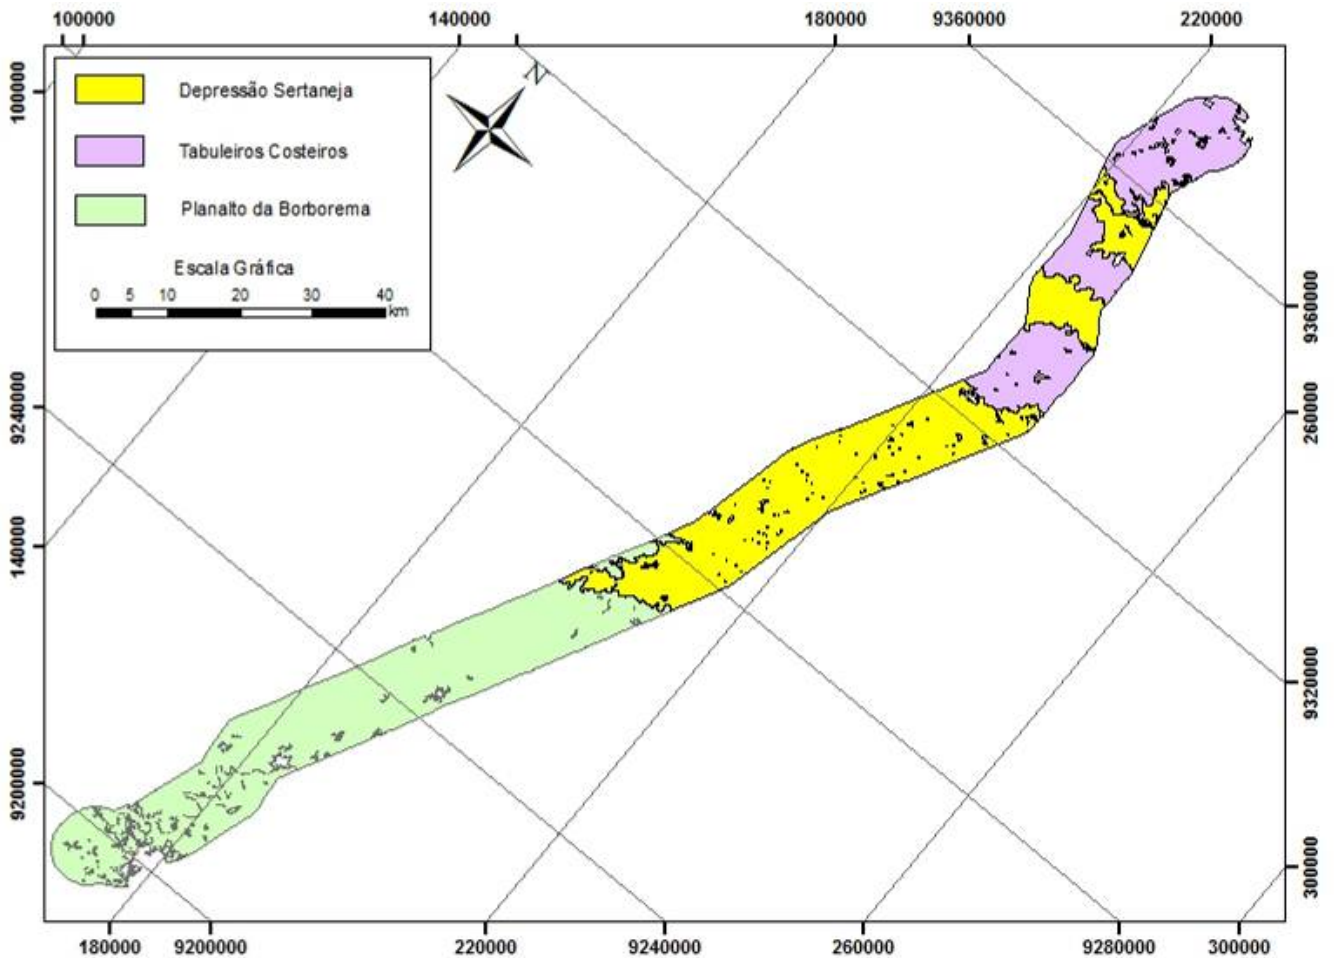 100000 140000 180000 9360000 220000
100000
9240000
140000
9200000
Depressão Sertaneja
Tabuleiros Costeiros
Planalto da Borborema
Escala Gráfica
0 5 10 20 30 40
km
N
9360000
260000
9320000
300000
180000 9200000 220000 9240000 260000 9280000 300000